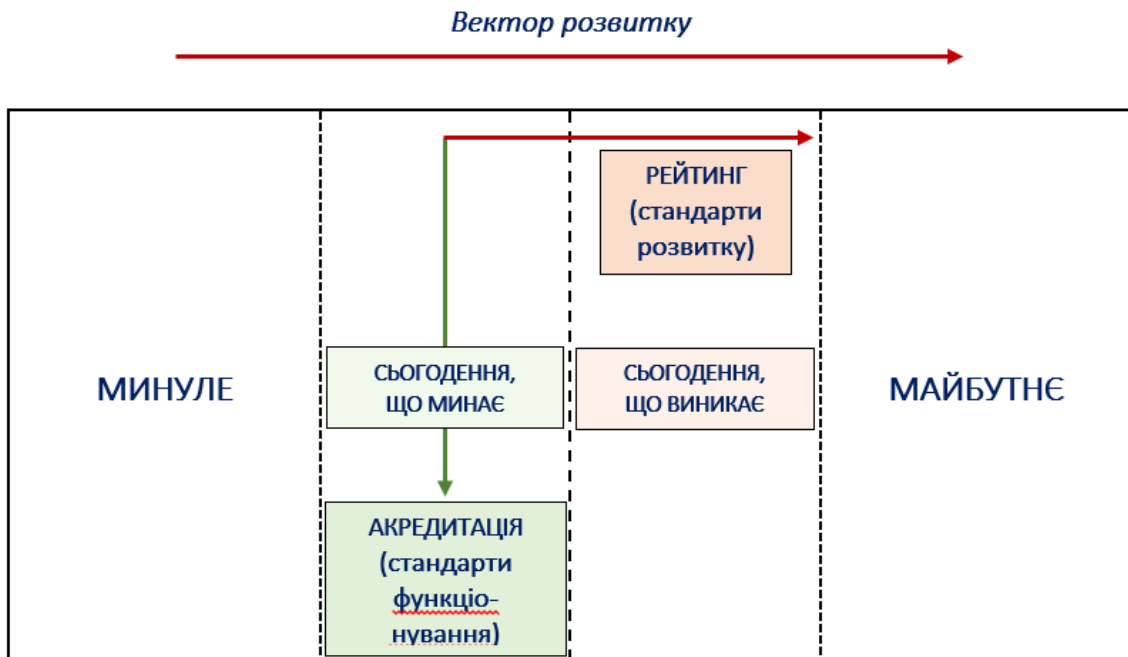 Вектор розвитку
РЕЙТИНГ
(стандарти
розвитку)
МИНУЛЕ
СЬОГОДЕННЯ,
ЩО МИНАЄ
СЬОГОДЕННЯ,
ЩО ВИНИКАЄ
МАЙБУТНЄ
АКРЕДИТАЦІЯ
(стандарти
функціо-
нування)